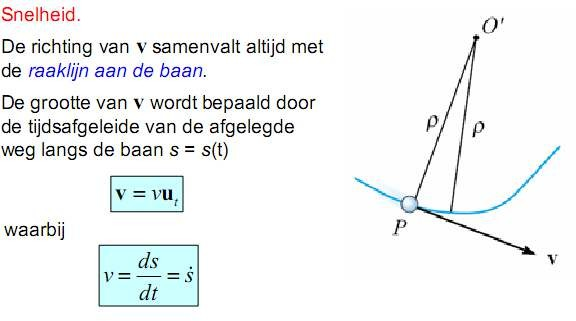 Snelheid.
De richting van v samenvalt altijd met
de raaklijn aan de baan.
De grootte van v wordt bepaald door
de tijdsafgeleide van de afgelegde
weg langs de baan s = s(t)
v = vuₜ
waarbij
v = ds/dt = ṡ
O'
ρ
ρ
P
v